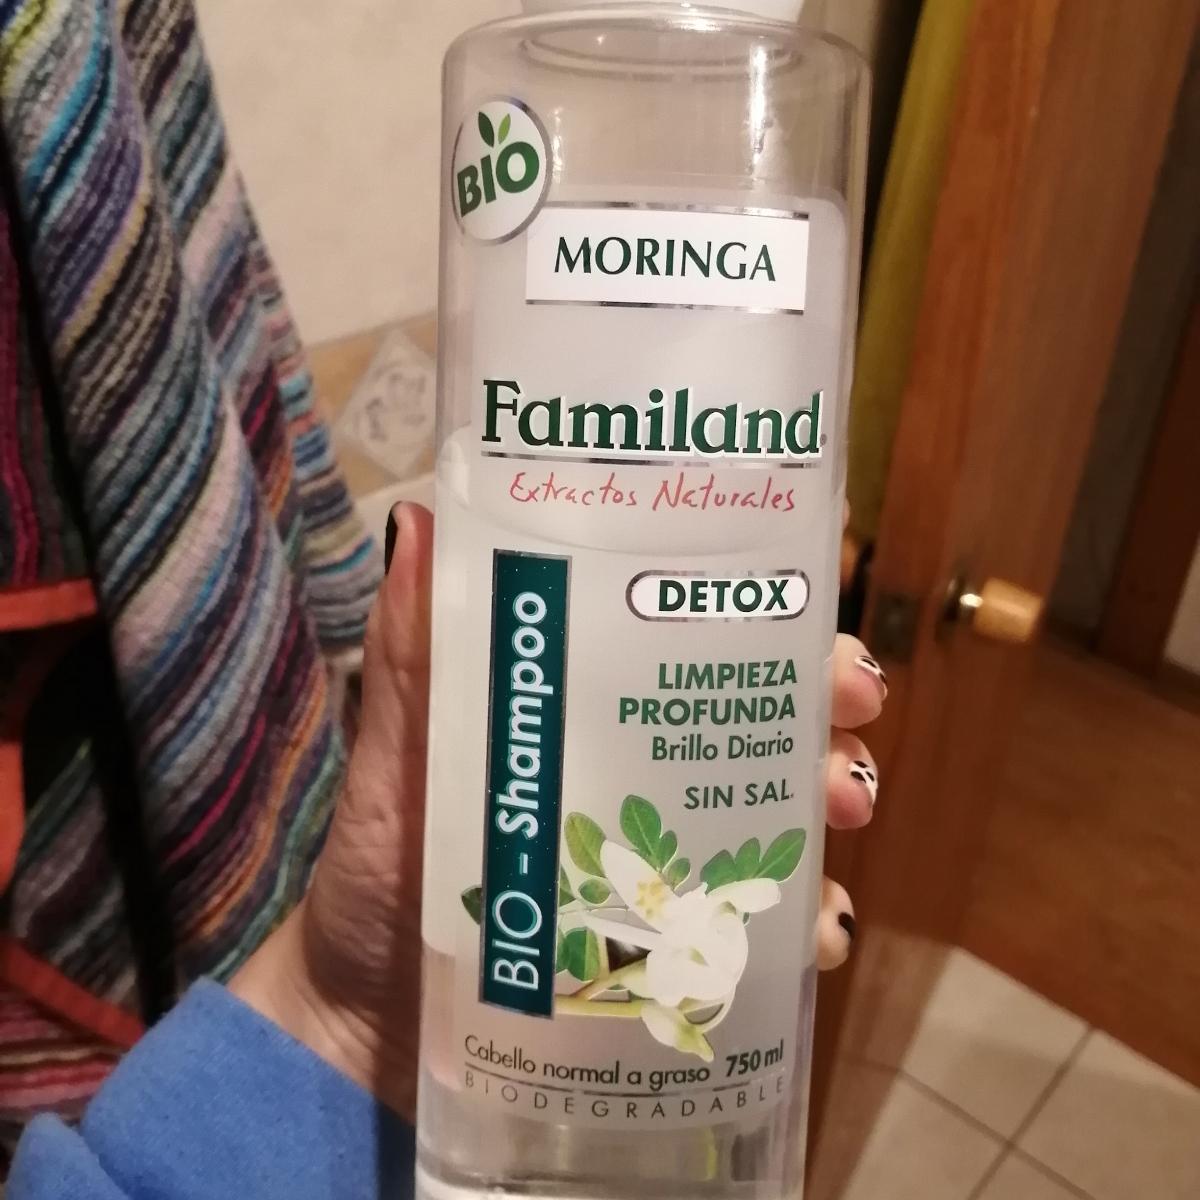 BIO
MORINGA
Familand
Extractos Naturales
DETOX
BIO - Shampoo
LIMPIEZA
PROFUNDA
Brillo Diario
SIN SAL.
Cabello normal a graso 750 ml
BIODEGRADABLE